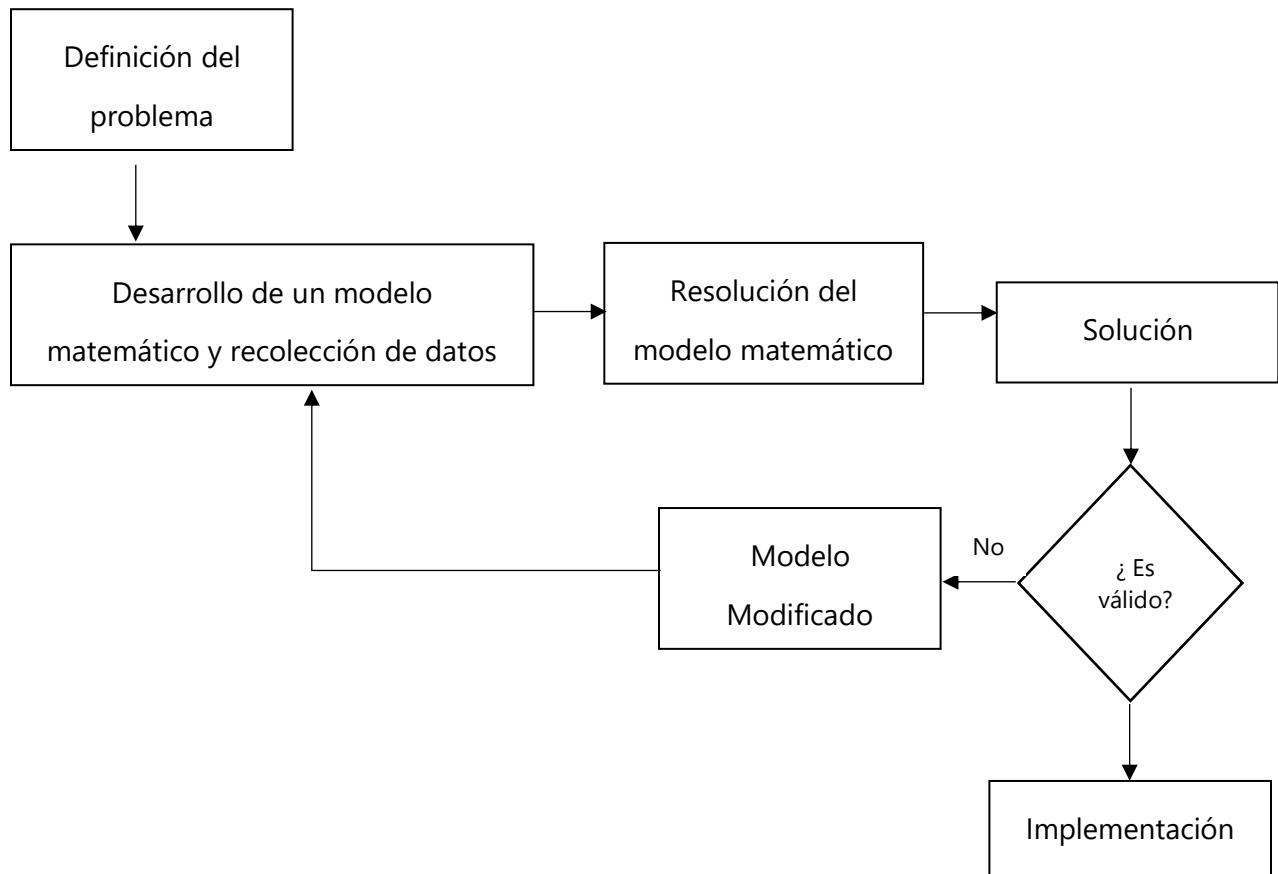 Definición del
problema
Desarrollo de un modelo
matemático y recolección de datos
Resolución del
modelo matemático
Solución
¿ Es
válido?
No
Modelo
Modificado
Implementación